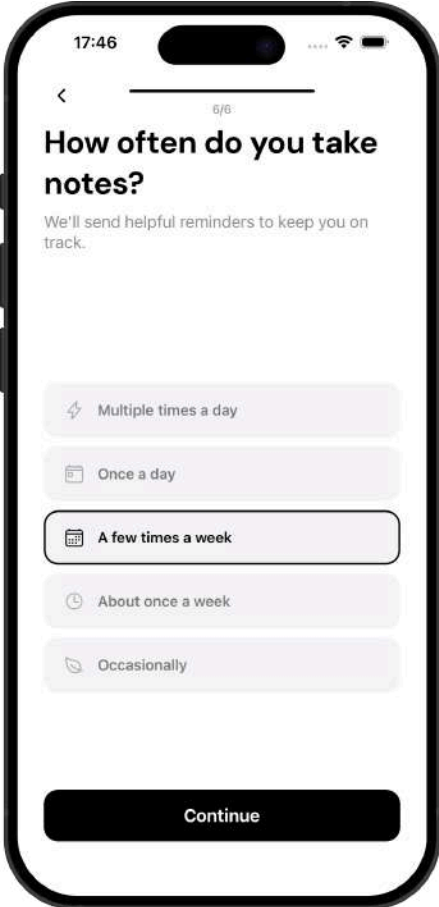 17:46
6/6
How often do you take
notes?
We'll send helpful reminders to keep you on
track.
Multiple times a day
Once a day
A few times a week
About once a week
Occasionally
Continue